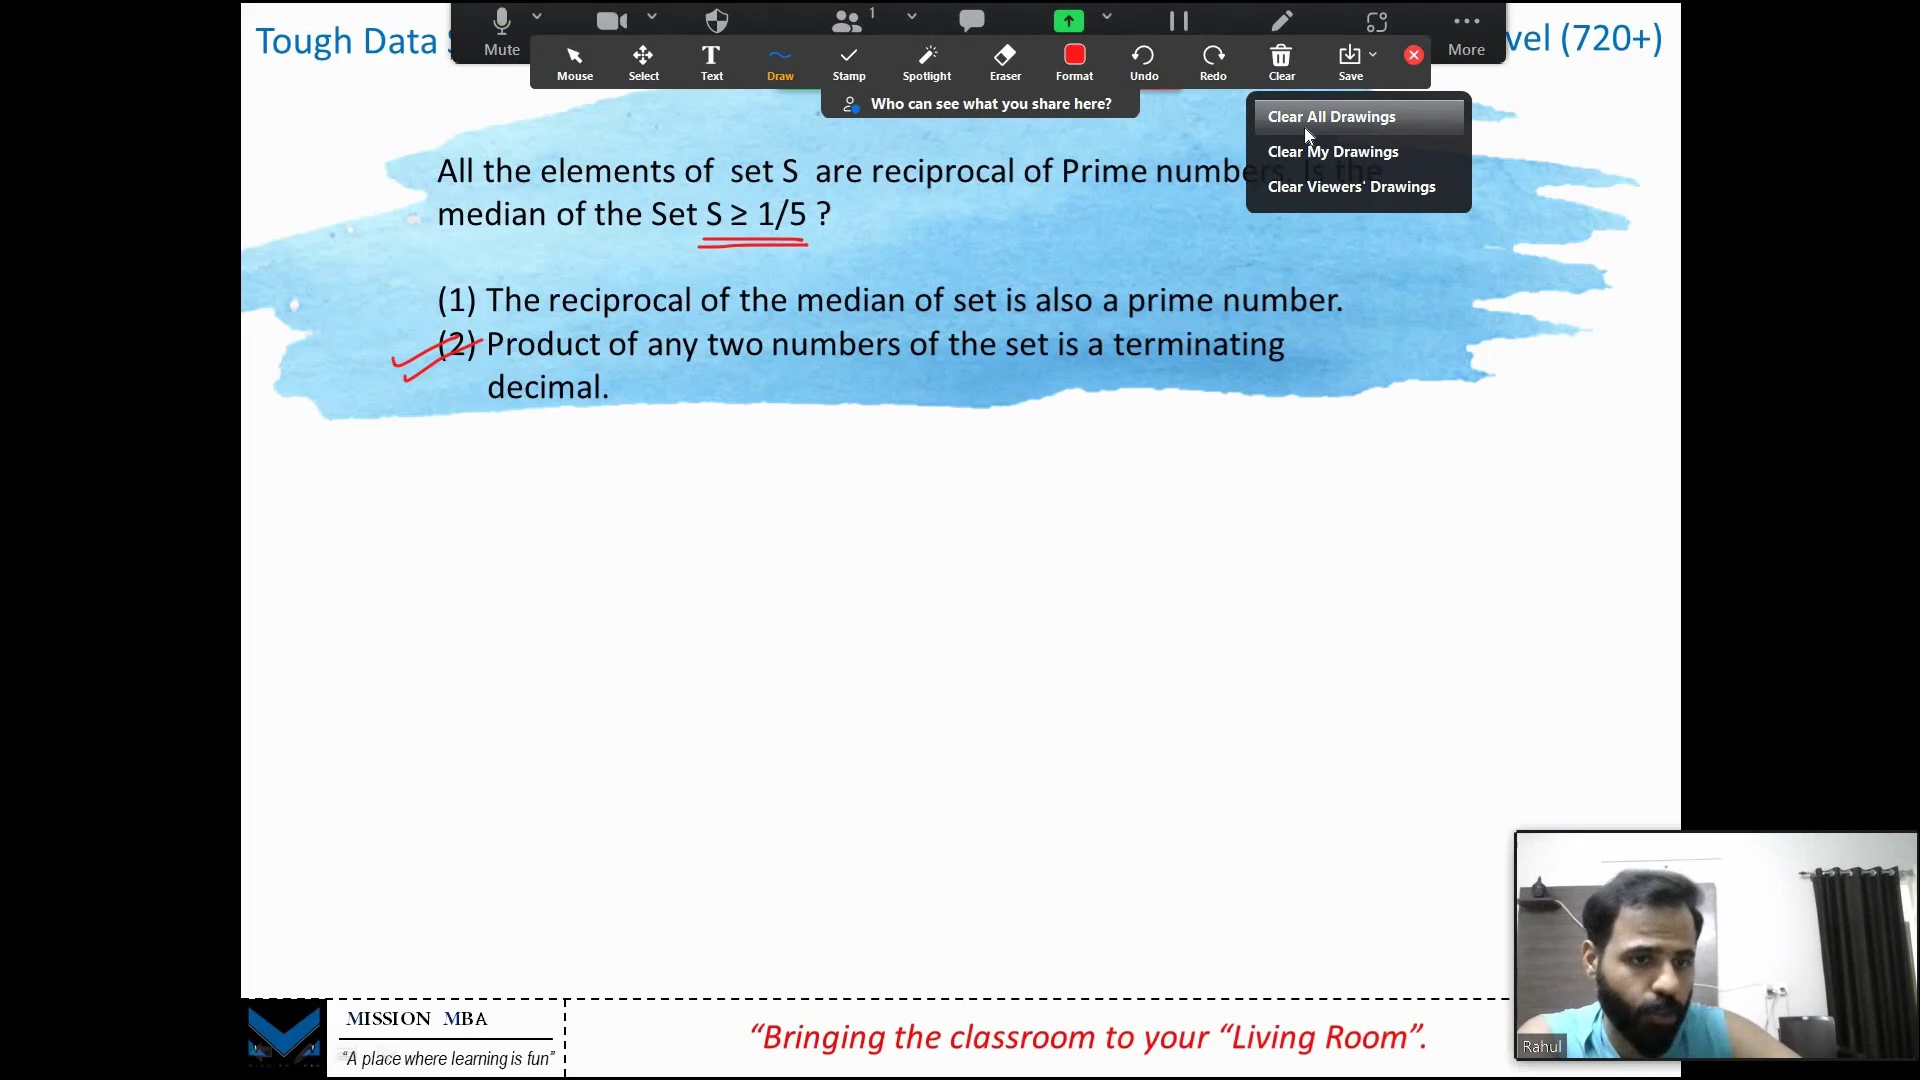 Tough Data
vel (720+)
Mute
1
More
Mouse
Select
Text
Draw
Stamp
Spotlight
Eraser
Format
Undo
Redo
Clear
Save
Who can see what you share here?
Clear All Drawings
Clear My Drawings
Clear Viewers' Drawings
All the elements of set S are reciprocal of Prime numbers. Is the
median of the Set S ≥ 1/5 ?
(1) The reciprocal of the median of set is also a prime number.
(2) Product of any two numbers of the set is a terminating
decimal.
MISSION MBA
“A place where learning is fun”
“Bringing the classroom to your “Living Room”.
Rahul